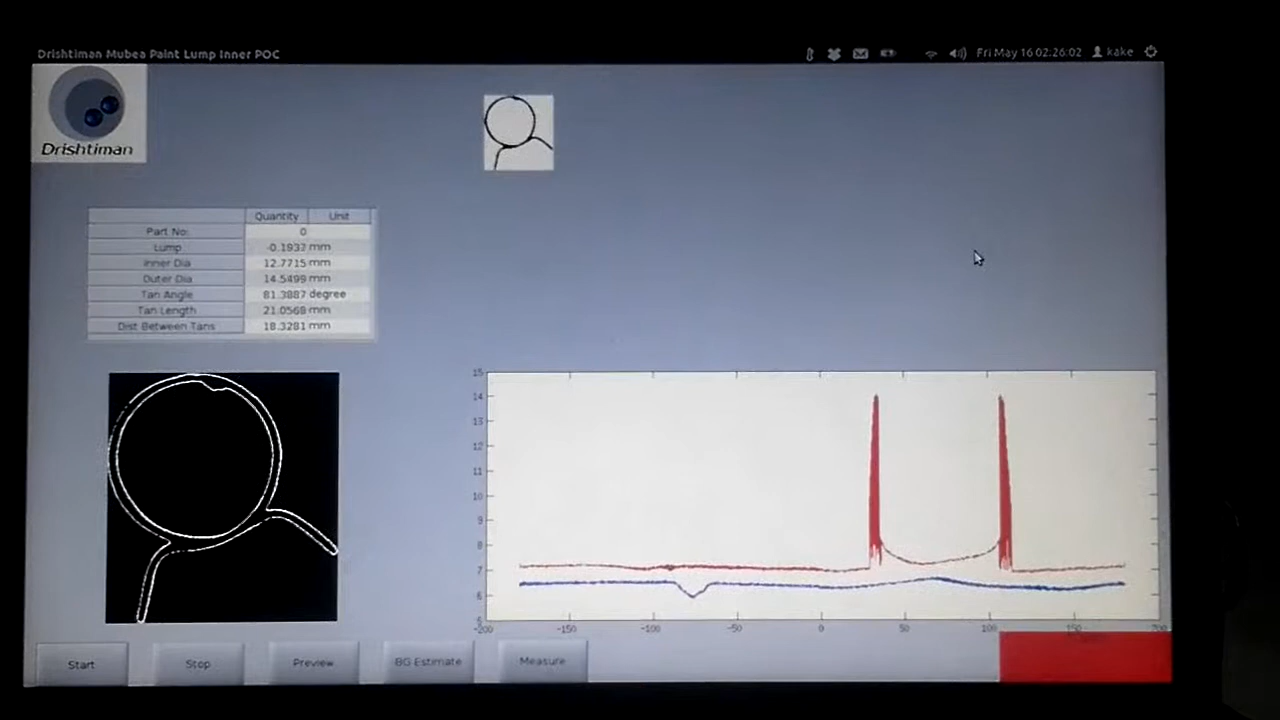 Drishtiman Mubea Paint Lump Inner POC
Fri May 16 02:26:02 kake
Drishtiman
Quantity Unit
Part No: 0
Lump -0.1937 mm
Inner Dia 12.7715 mm
Outer Dia 14.5499 mm
Tan Angle 81.3887 degree
Tan Length 21.0568 mm
Dist Between Tans 18.3281 mm
15
14
13
12
11
10
9
8
7
6
5
-200 -150 -100 -50 0 50 100 150 200
Start Stop Preview BG Estimate Measure